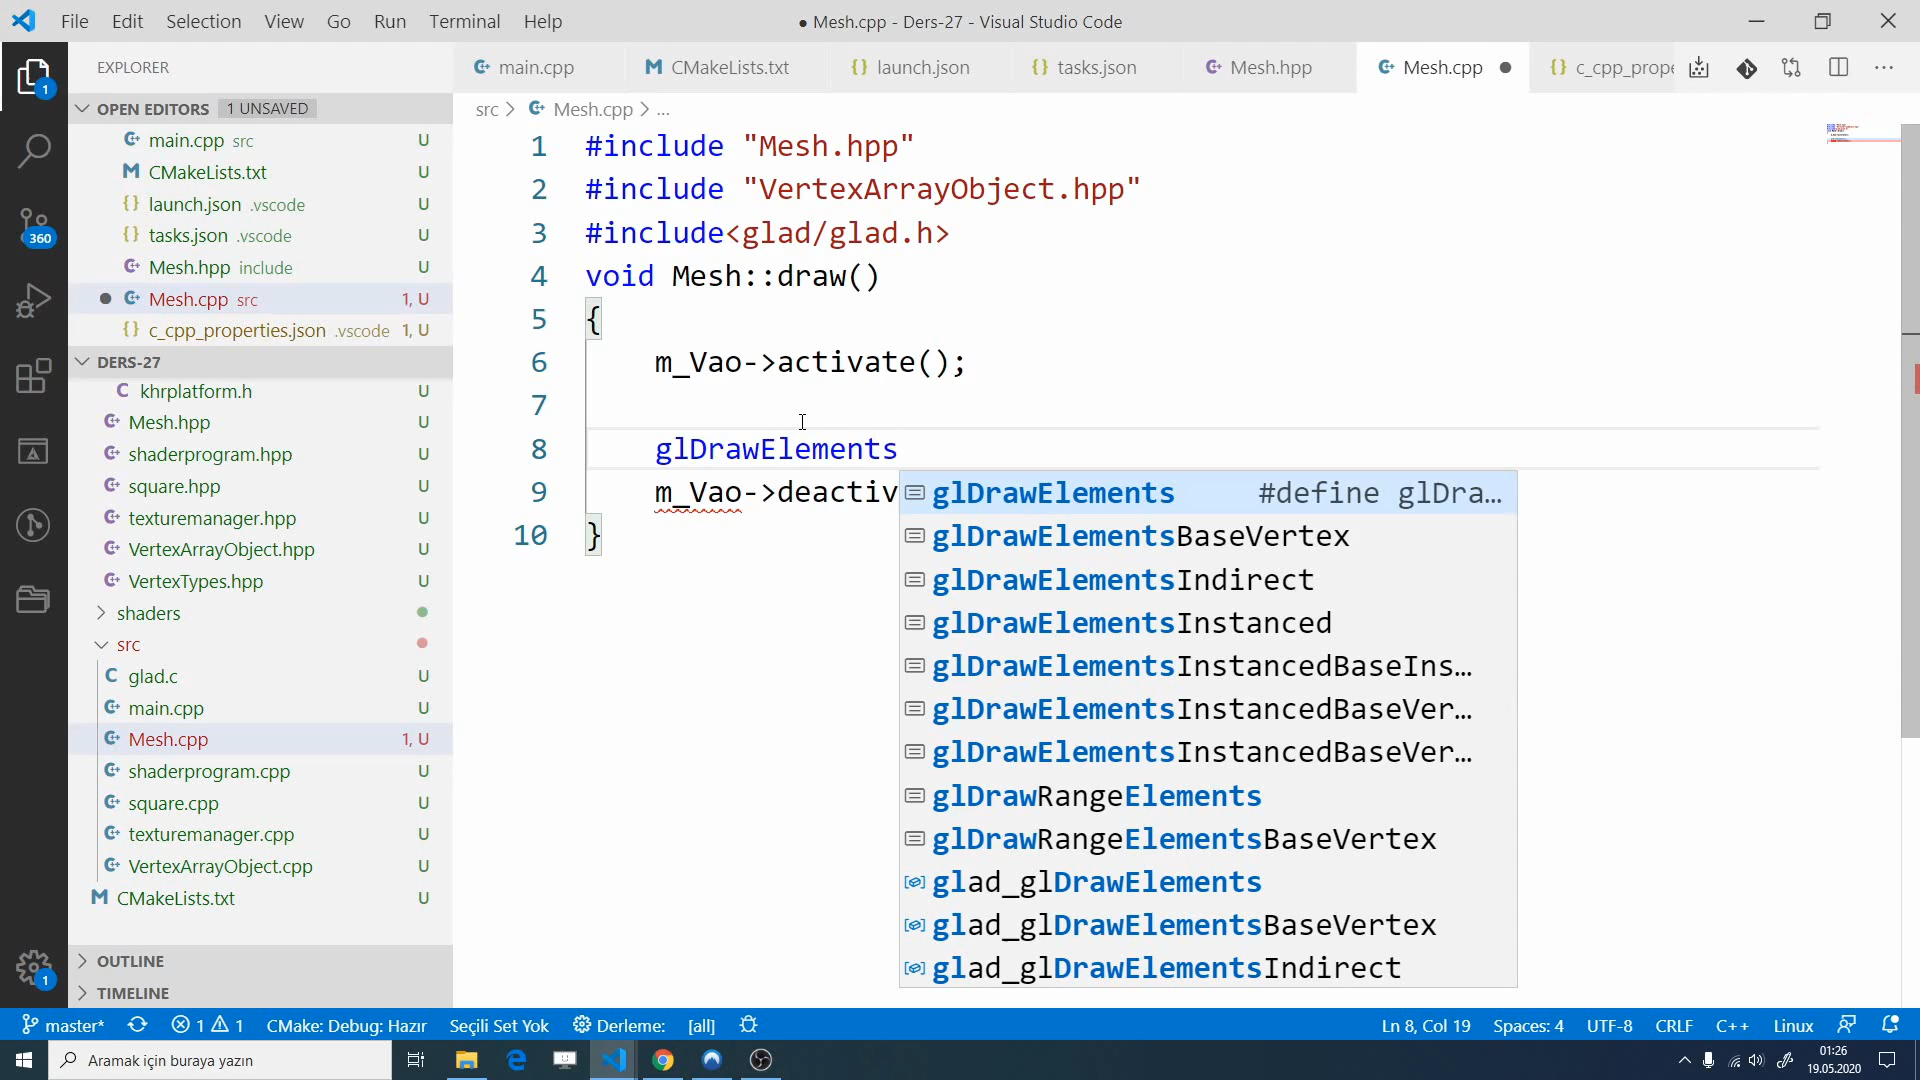 File Edit Selection View Go Run Terminal Help
● Mesh.cpp - Ders-27 - Visual Studio Code
EXPLORER
OPEN EDITORS 1 UNSAVED
main.cpp src U
CMakeLists.txt U
launch.json .vscode U
tasks.json .vscode U
Mesh.hpp include U
Mesh.cpp src 1, U
c_cpp_properties.json .vscode 1, U
DERS-27
khrplatform.h U
Mesh.hpp U
shaderprogram.hpp U
square.hpp U
texturemanager.hpp U
VertexArrayObject.hpp U
VertexTypes.hpp U
shaders
src
glad.c U
main.cpp U
Mesh.cpp 1, U
shaderprogram.cpp U
square.cpp U
texturemanager.cpp U
VertexArrayObject.cpp U
CMakeLists.txt U
OUTLINE
TIMELINE
1
360
1
main.cpp CMakeLists.txt launch.json tasks.json Mesh.hpp Mesh.cpp c_cpp_prope
src > Mesh.cpp > ...
1 #include "Mesh.hpp"
2 #include "VertexArrayObject.hpp"
3 #include<glad/glad.h>
4 void Mesh::draw()
5 {
6 m_Vao->activate();
7
8 glDrawElements
9 m_Vao->deactiv
10 }
glDrawElements #define glDra…
glDrawElementsBaseVertex
glDrawElementsIndirect
glDrawElementsInstanced
glDrawElementsInstancedBaseIns…
glDrawElementsInstancedBaseVer…
glDrawElementsInstancedBaseVer…
glDrawRangeElements
glDrawRangeElementsBaseVertex
glad_glDrawElements
glad_glDrawElementsBaseVertex
glad_glDrawElementsIndirect
master* 1 1 CMake: Debug: Hazır Seçili Set Yok Derleme: [all] Ln 8, Col 19 Spaces: 4 UTF-8 CRLF C++ Linux
Aramak için buraya yazın
01:26
19.05.2020